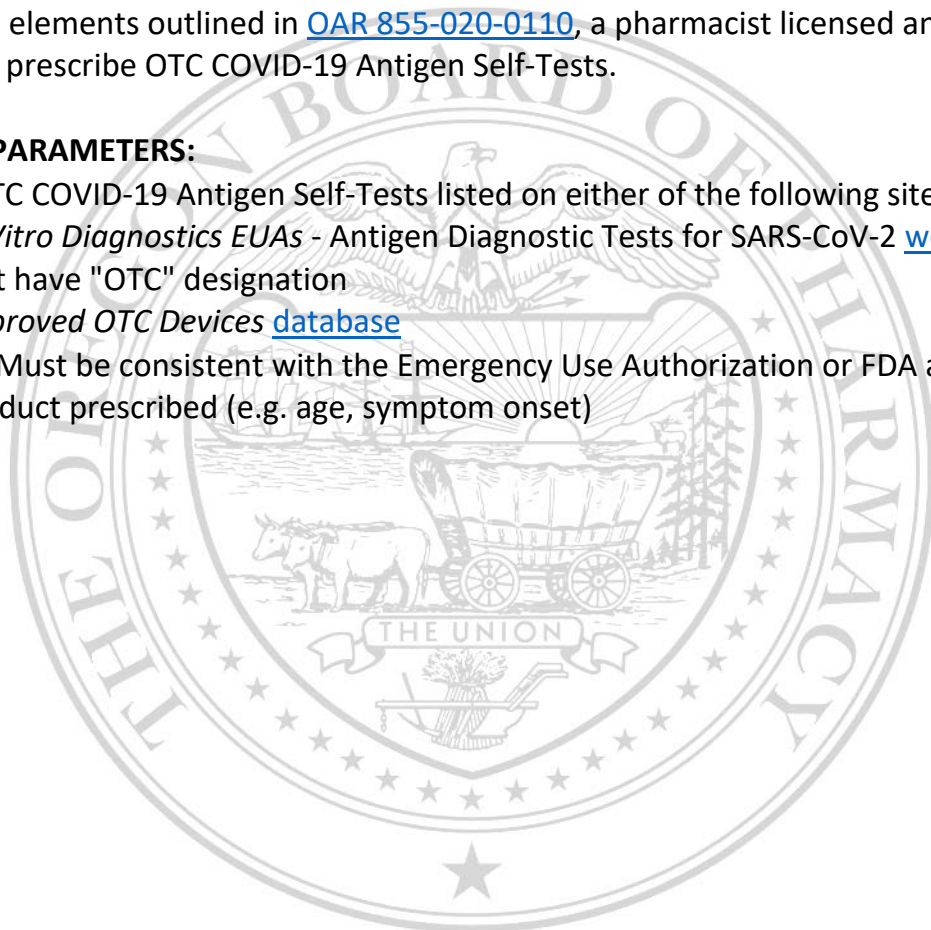 elements outlined in OAR 855-020-0110, a pharmacist licensed an
prescribe OTC COVID-19 Antigen Self-Tests.
PARAMETERS:
TC COVID-19 Antigen Self-Tests listed on either of the following site
Vitro Diagnostics EUAs - Antigen Diagnostic Tests for SARS-CoV-2 we
t have "OTC" designation
proved OTC Devices database
Must be consistent with the Emergency Use Authorization or FDA a
duct prescribed (e.g. age, symptom onset)
THE OREGON BOARD OF PHARMACY
THE UNION